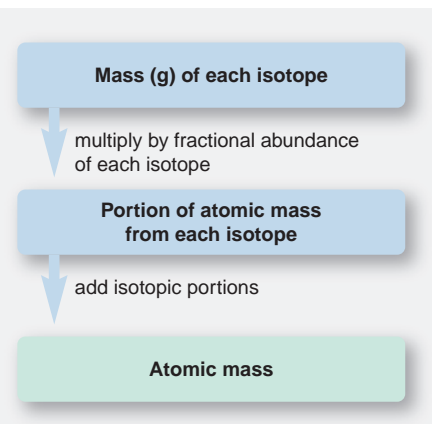 Mass (g) of each isotope
multiply by fractional abundance
of each isotope
Portion of atomic mass
from each isotope
add isotopic portions
Atomic mass